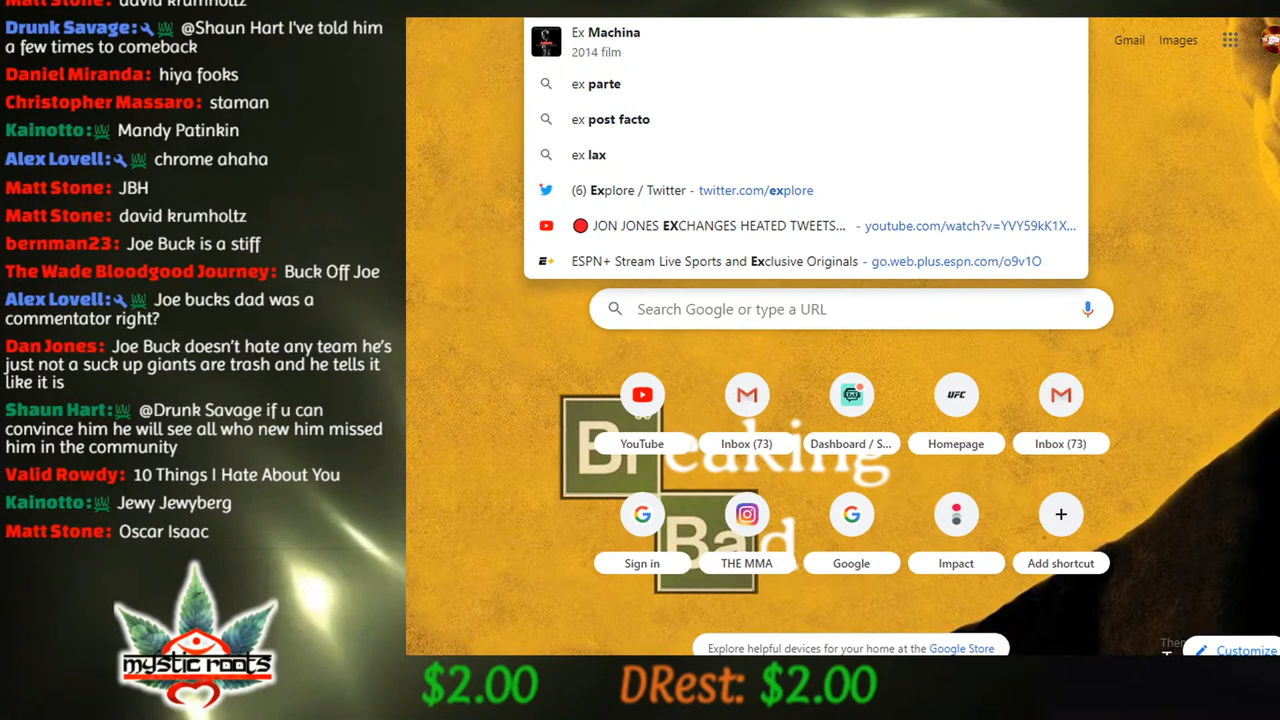 Drunk Savage: @Shaun Hart I've told him
a few times to comeback
Daniel Miranda: hiya fooks
Christopher Massaro: staman
Kainotto: Mandy Patinkin
Alex Lovell: chrome ahaha
Matt Stone: JBH
Matt Stone: david krumholtz
bernman23: Joe Buck is a stiff
The Wade Bloodgood Journey: Buck Off Joe
Alex Lovell: Joe bucks dad was a
commentator right?
Dan Jones: Joe Buck doesn't hate any team he's
just not a suck up giants are trash and he tells it
like it is
Shaun Hart: @Drunk Savage if u can
convince him he will see all who new him missed
him in the community
Valid Rowdy: 10 Things I Hate About You
Kainotto: Jewy Jewyberg
Matt Stone: Oscar Isaac
mystic roots
Ex Machina
2014 film
ex parte
ex post facto
ex lax
(6) Explore / Twitter - twitter.com/explore
JON JONES EXCHANGES HEATED TWEETS... - youtube.com/watch?v=YVY59kK1X...
ESPN+ Stream Live Sports and Exclusive Originals - go.web.plus.espn.com/o9v1O
Gmail Images
Search Google or type a URL
Breaking
Bad
UFC
YouTube Inbox (73) Dashboard / S... Homepage Inbox (73)
Sign in THE MMA Google Impact Add shortcut
Explore helpful devices for your home at the Google Store
Customize
$2.00 DRest: $2.00